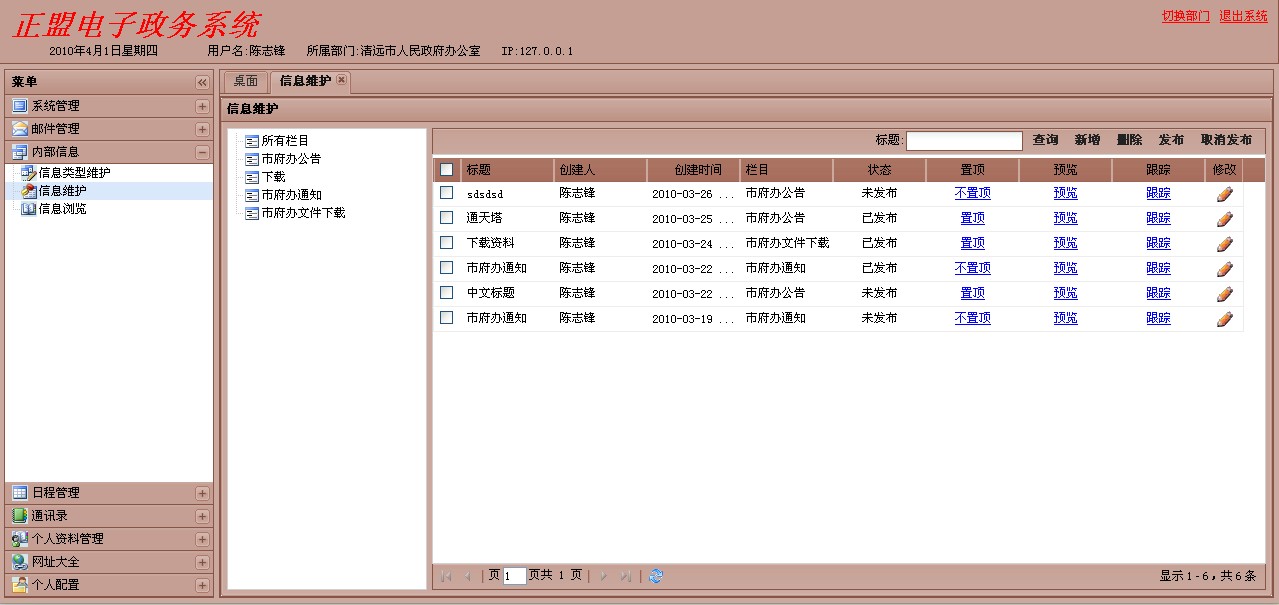 正盟电子政务系统
切换部门 退出系统
2010年4月1日星期四 用户名:陈志锋 所属部门:清远市人民政府办公室 IP:127.0.0.1
菜单
系统管理
邮件管理
内部信息
信息类型维护
信息维护
信息浏览
日程管理
通讯录
个人资料管理
网址大全
个人配置
桌面 信息维护
信息维护
所有栏目
市府办公告
下载
市府办通知
市府办文件下载
标题: 查询 新增 删除 发布 取消发布
标题 创建人 创建时间 栏目 状态 置顶 预览 跟踪 修改
sdsdsd 陈志锋 2010-03-26 ... 市府办公告 未发布 不置顶 预览 跟踪
通天塔 陈志锋 2010-03-25 ... 市府办公告 已发布 置顶 预览 跟踪
下载资料 陈志锋 2010-03-24 ... 市府办文件下载 已发布 置顶 预览 跟踪
市府办通知 陈志锋 2010-03-22 ... 市府办通知 已发布 不置顶 预览 跟踪
中文标题 陈志锋 2010-03-22 ... 市府办公告 未发布 置顶 预览 跟踪
市府办通知 陈志锋 2010-03-19 ... 市府办通知 未发布 不置顶 预览 跟踪
页 1 页共 1 页 显示 1 - 6，共 6 条